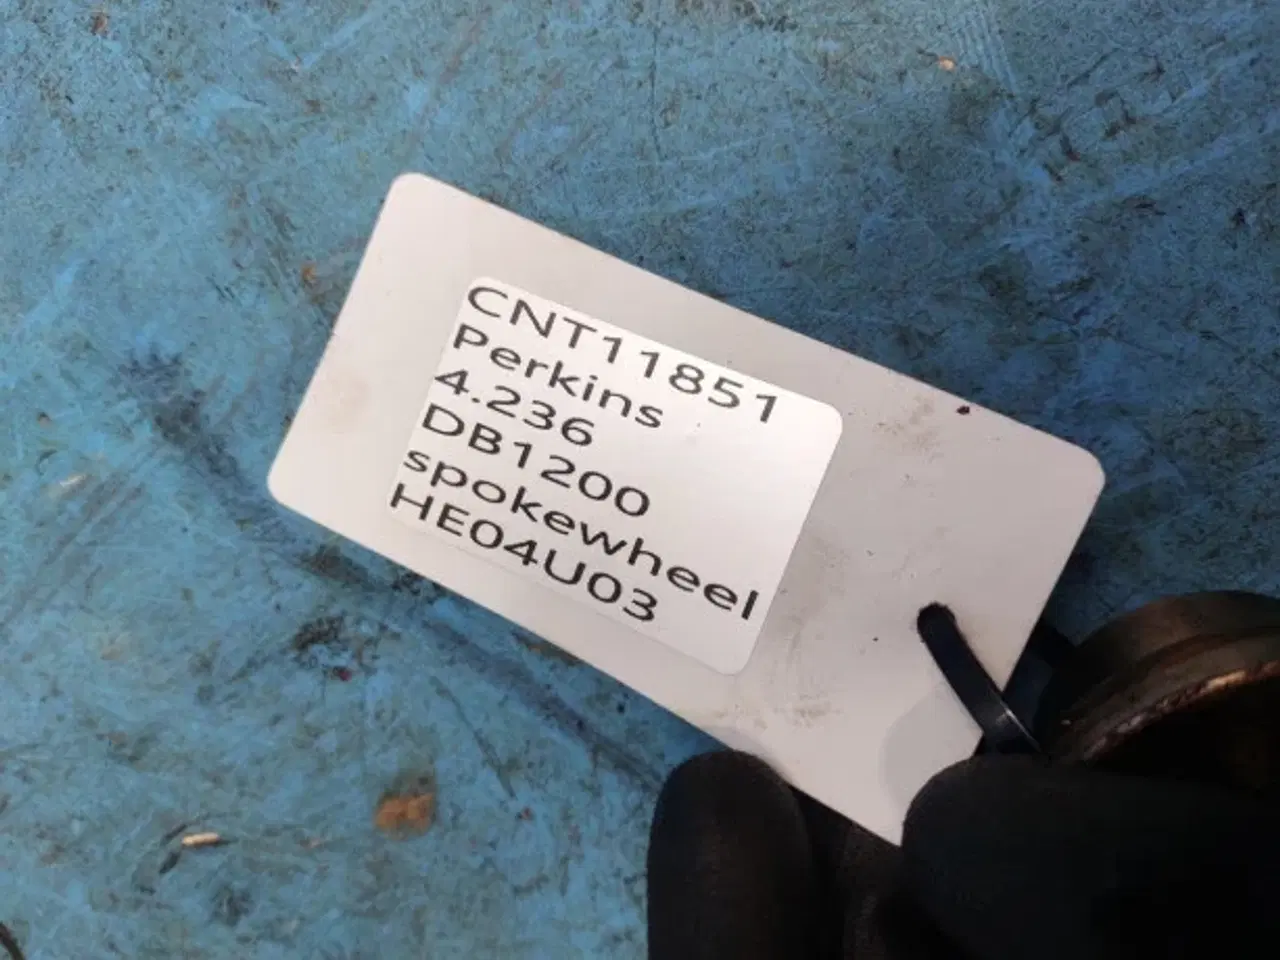 CNT11851
Perkins
4.236
DB1200
spokewheel
HE04U03